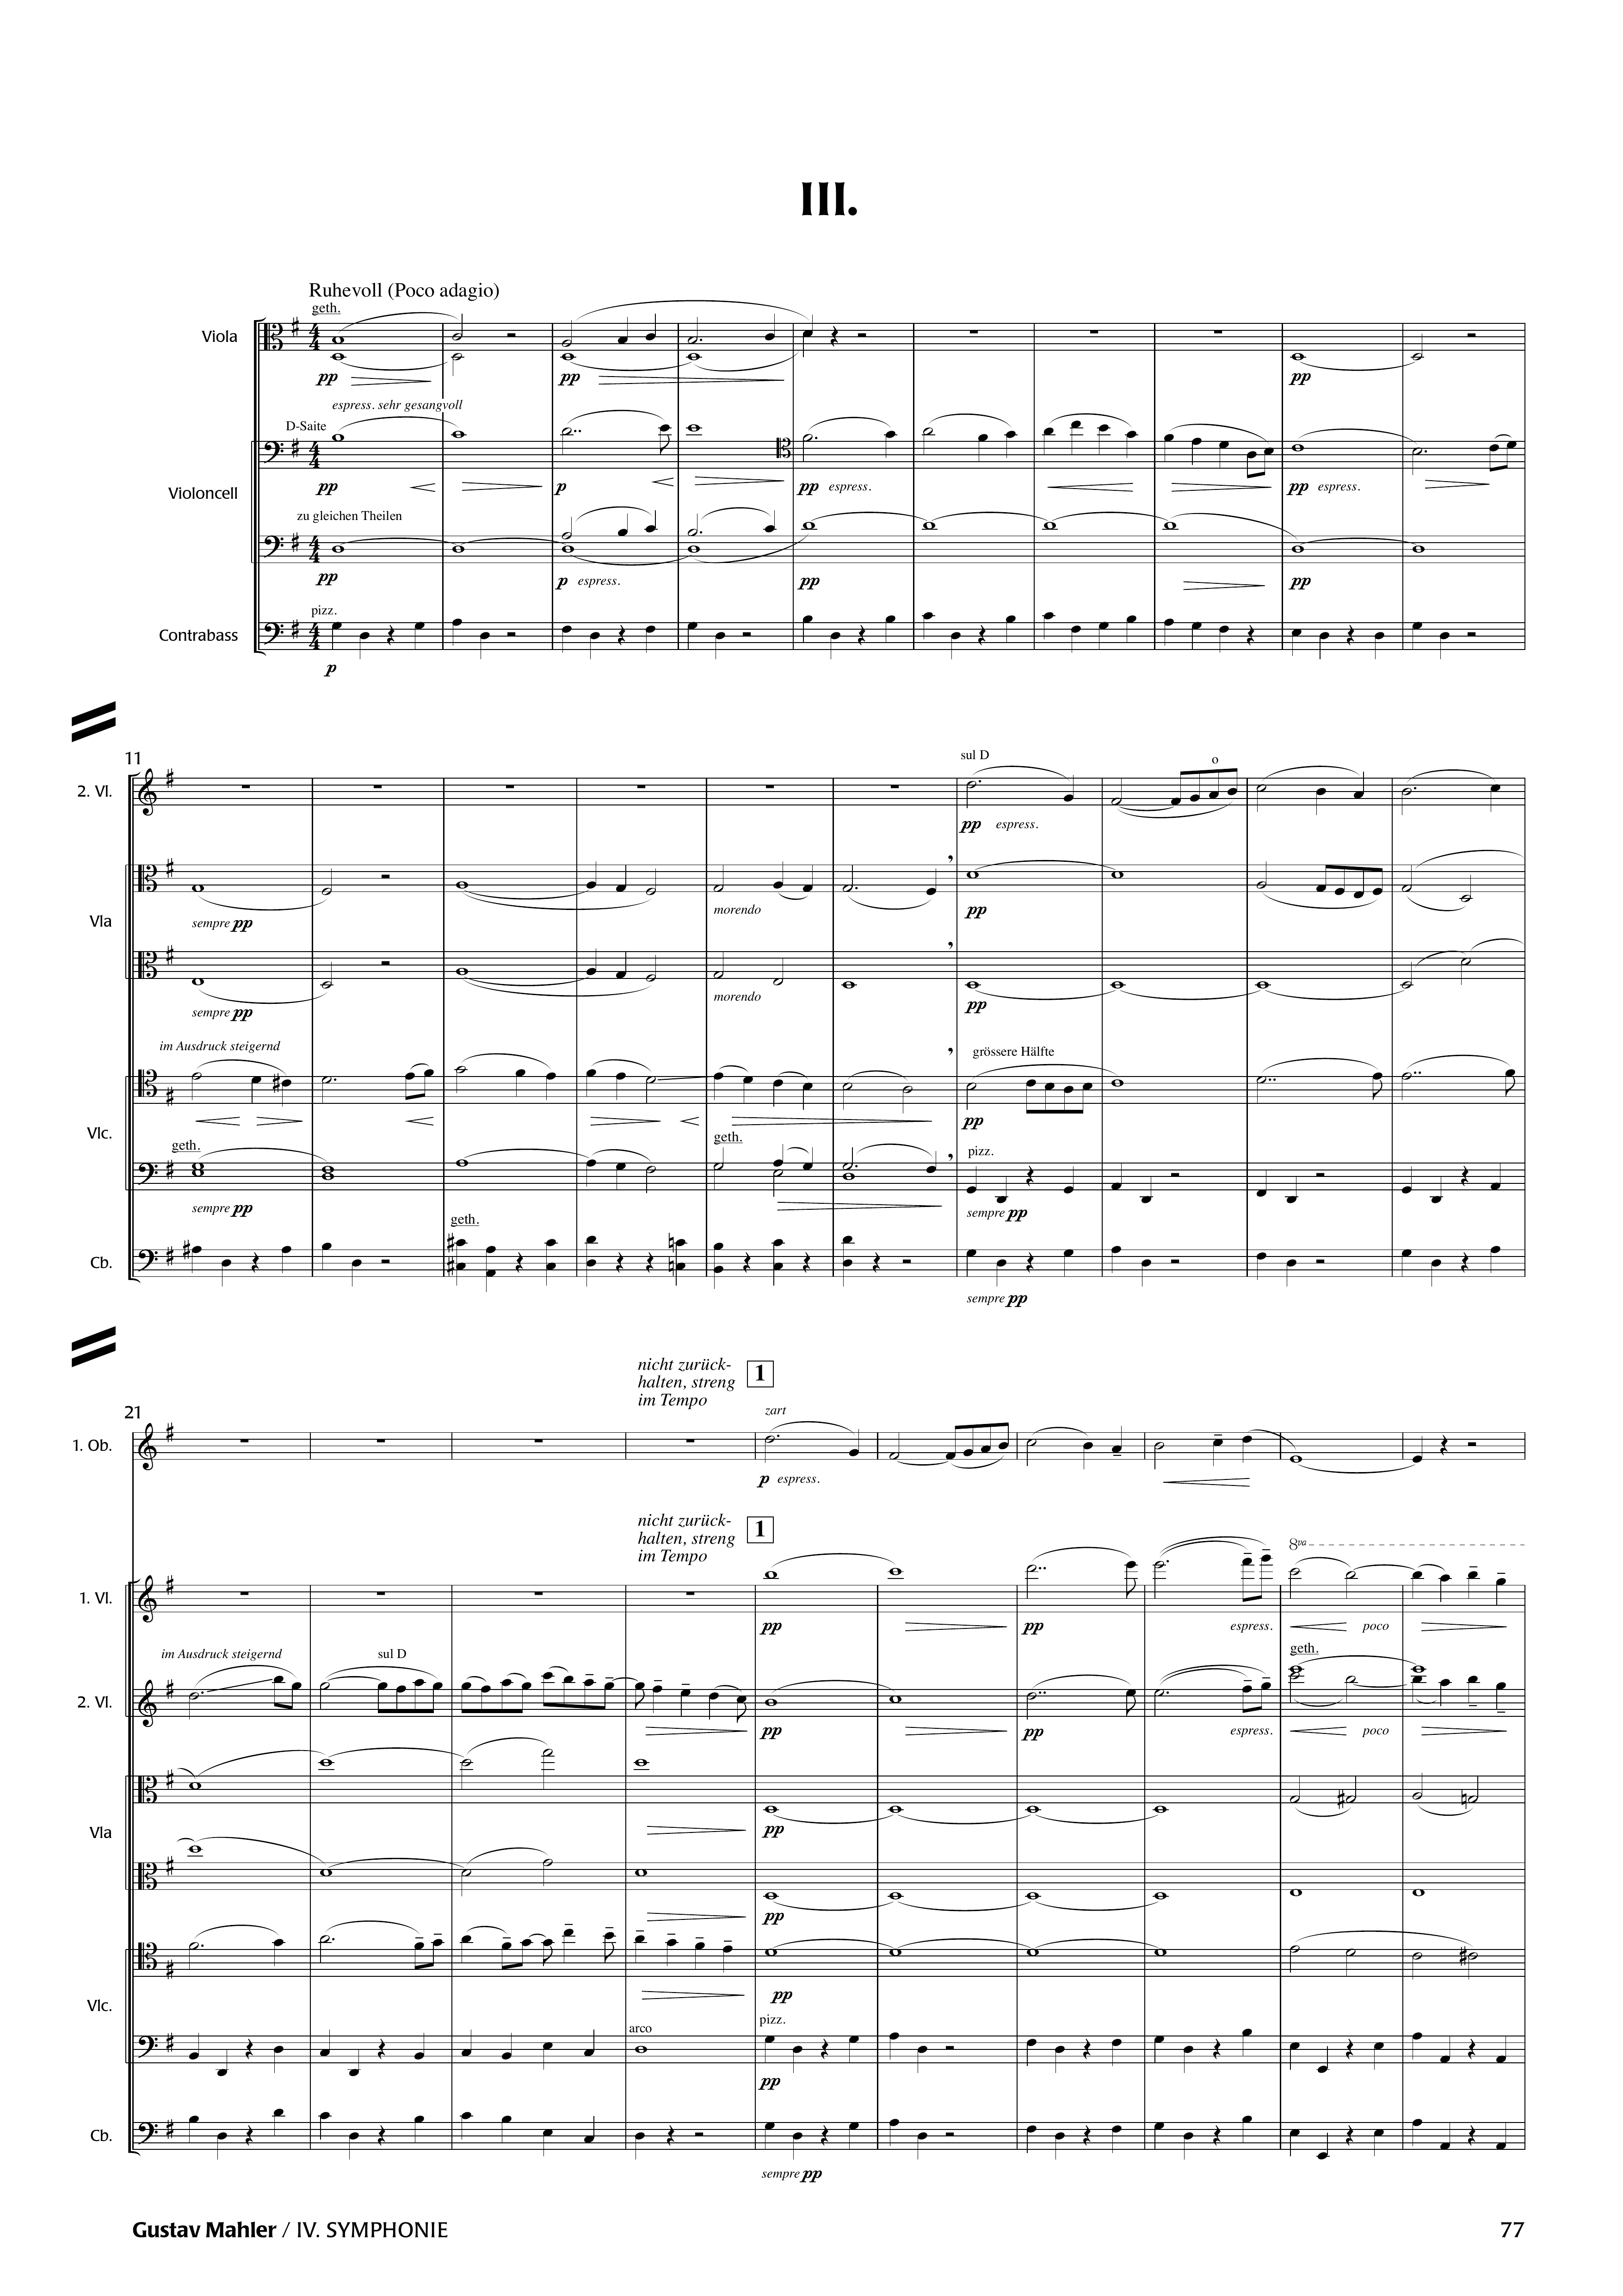 III.
Ruhevoll (Poco adagio)
geth.
Viola
pp
pp
pp
espress. sehr gesangvoll
D-Saite
pp
p
pp espress.
pp espress.
Violoncell
zu gleichen Theilen
pp
p espress.
pp
pp
pizz.
Contrabass
p
11
sul D
o
2. Vl.
pp espress.
sempre pp
morendo
pp
Vla
sempre pp
morendo
pp
im Ausdruck steigernd
grössere Hälfte
pp
Vlc.
geth.
geth.
pizz.
sempre pp
sempre pp
geth.
Cb.
sempre pp
nicht zurück-
halten, streng
im Tempo
1
21
zart
1. Ob.
p espress.
nicht zurück-
halten, streng
im Tempo
1
8va
1. Vl.
pp
pp
espress.
poco
im Ausdruck steigernd
sul D
geth.
2. Vl.
pp
pp
espress.
poco
pp
Vla
pp
pp
Vlc.
arco
pizz.
pp
Cb.
sempre pp
Gustav Mahler / IV. SYMPHONIE
77